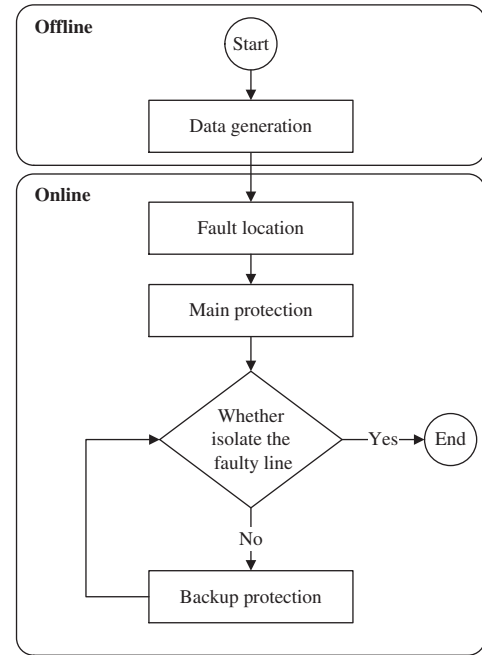 Offline
Start
Data generation
Online
Fault location
Main protection
Whether
isolate the
faulty line
Yes
End
No
Backup protection